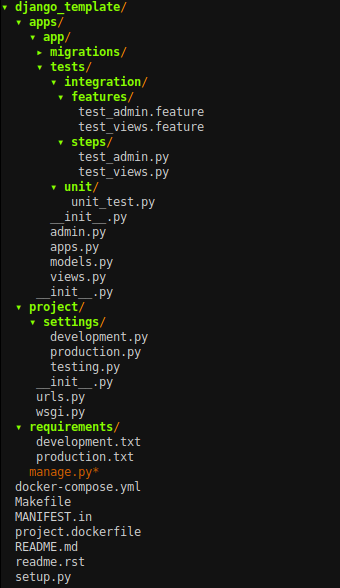 ▾ django_template/
▾ apps/
▾ app/
▸ migrations/
▾ tests/
▾ integration/
▾ features/
test_admin.feature
test_views.feature
▾ steps/
test_admin.py
test_views.py
▾ unit/
unit_test.py
__init__.py
admin.py
apps.py
models.py
views.py
__init__.py
▾ project/
▾ settings/
development.py
production.py
testing.py
__init__.py
urls.py
wsgi.py
▾ requirements/
development.txt
production.txt
manage.py*
docker-compose.yml
Makefile
MANIFEST.in
project.dockerfile
README.md
readme.rst
setup.py